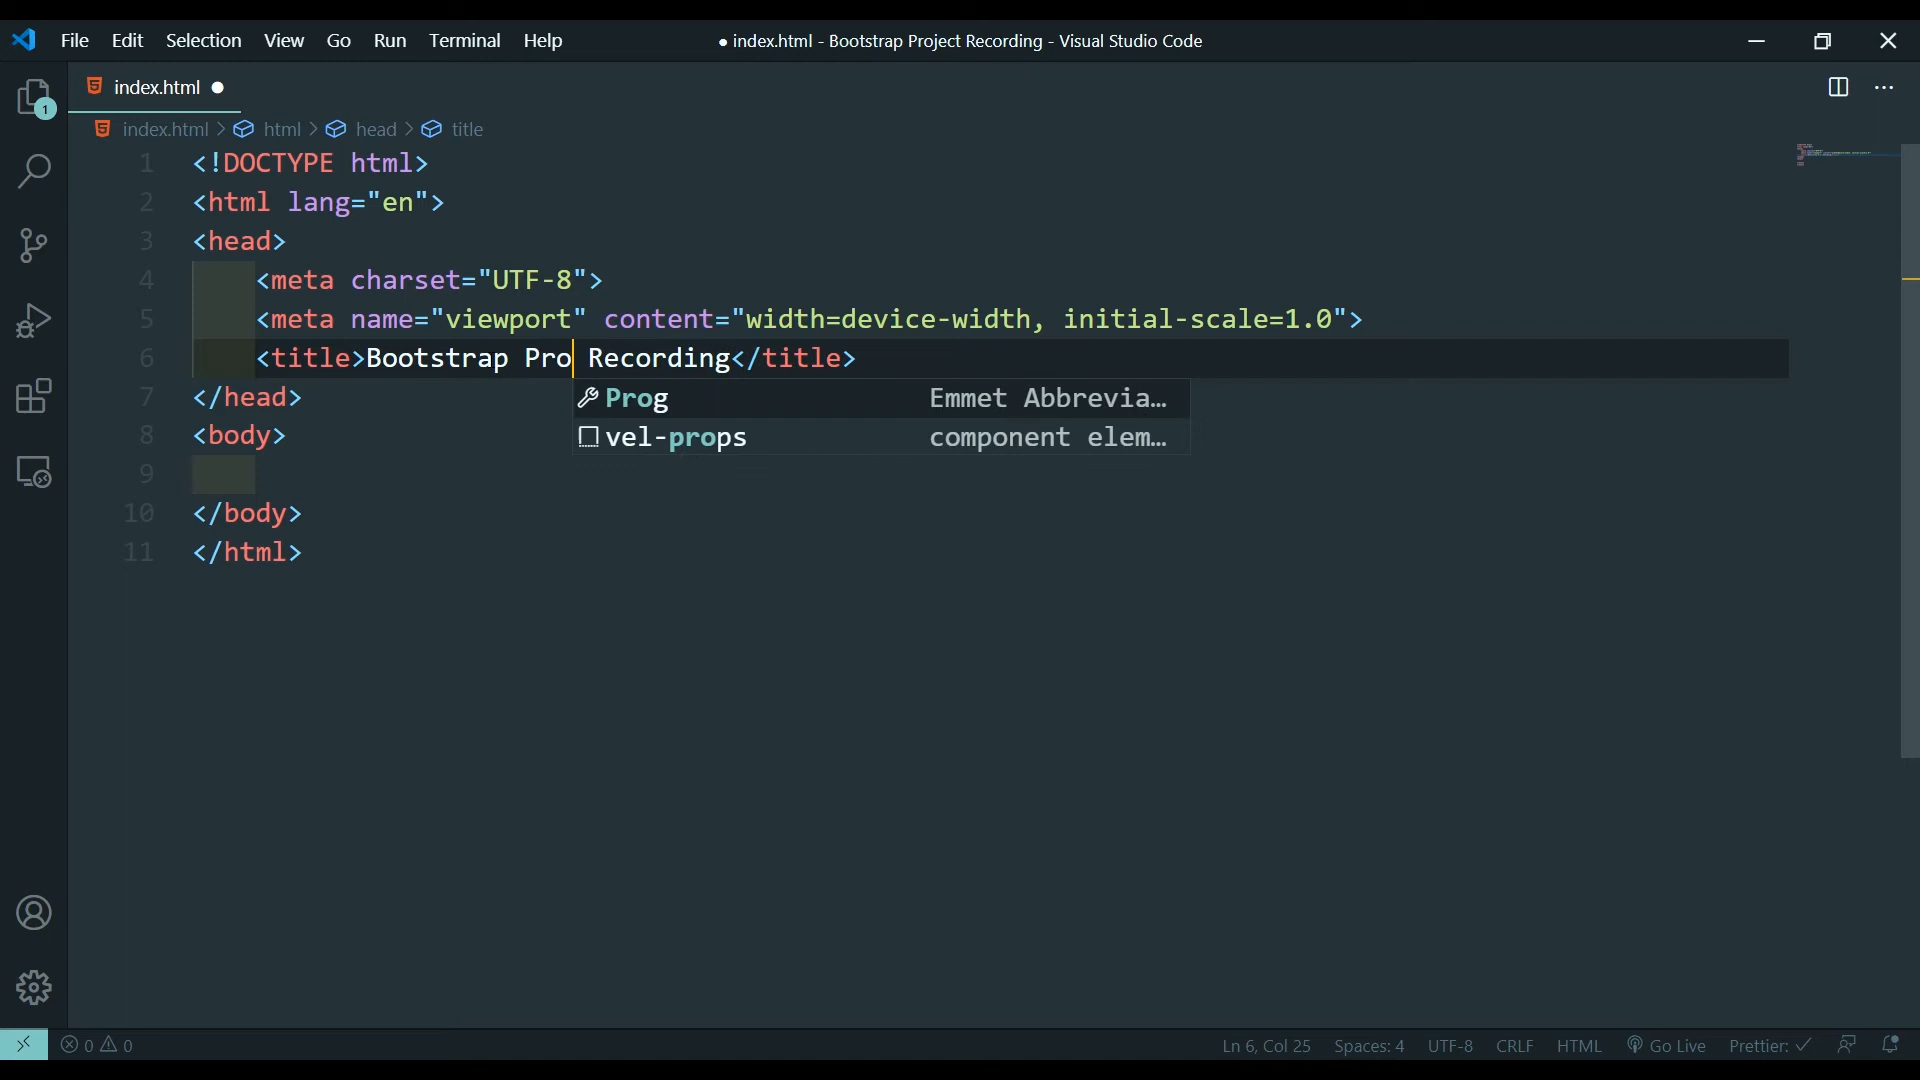 File Edit Selection View Go Run Terminal Help ● index.html - Bootstrap Project Recording - Visual Studio Code
index.html ●
1
index.html > html > head > title
1 <!DOCTYPE html>
2 <html lang="en">
3 <head>
4 <meta charset="UTF-8">
5 <meta name="viewport" content="width=device-width, initial-scale=1.0">
6 <title>Bootstrap Pro Recording</title>
7 </head>
Prog Emmet Abbrevia…
8 <body>
vel-props component elem…
9
10 </body>
11 </html>
0 0 Ln 6, Col 25 Spaces: 4 UTF-8 CRLF HTML Go Live Prettier: ✓